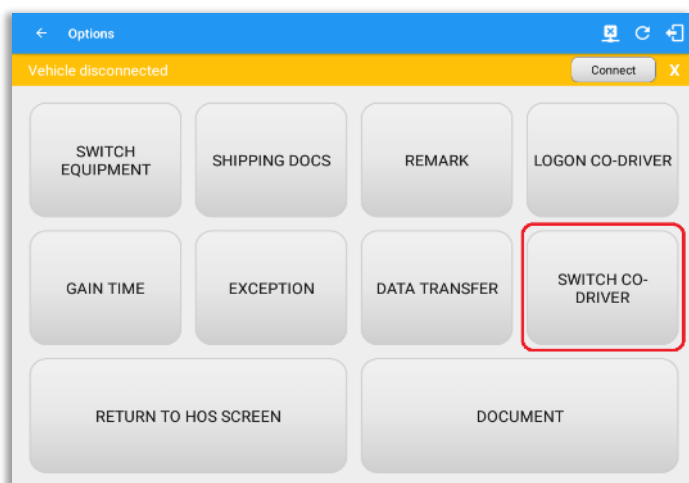 Options
Vehicle disconnected
Connect
X
SWITCH
EQUIPMENT
SHIPPING DOCS
REMARK
LOGON CO-DRIVER
GAIN TIME
EXCEPTION
DATA TRANSFER
SWITCH CO-
DRIVER
RETURN TO HOS SCREEN
DOCUMENT